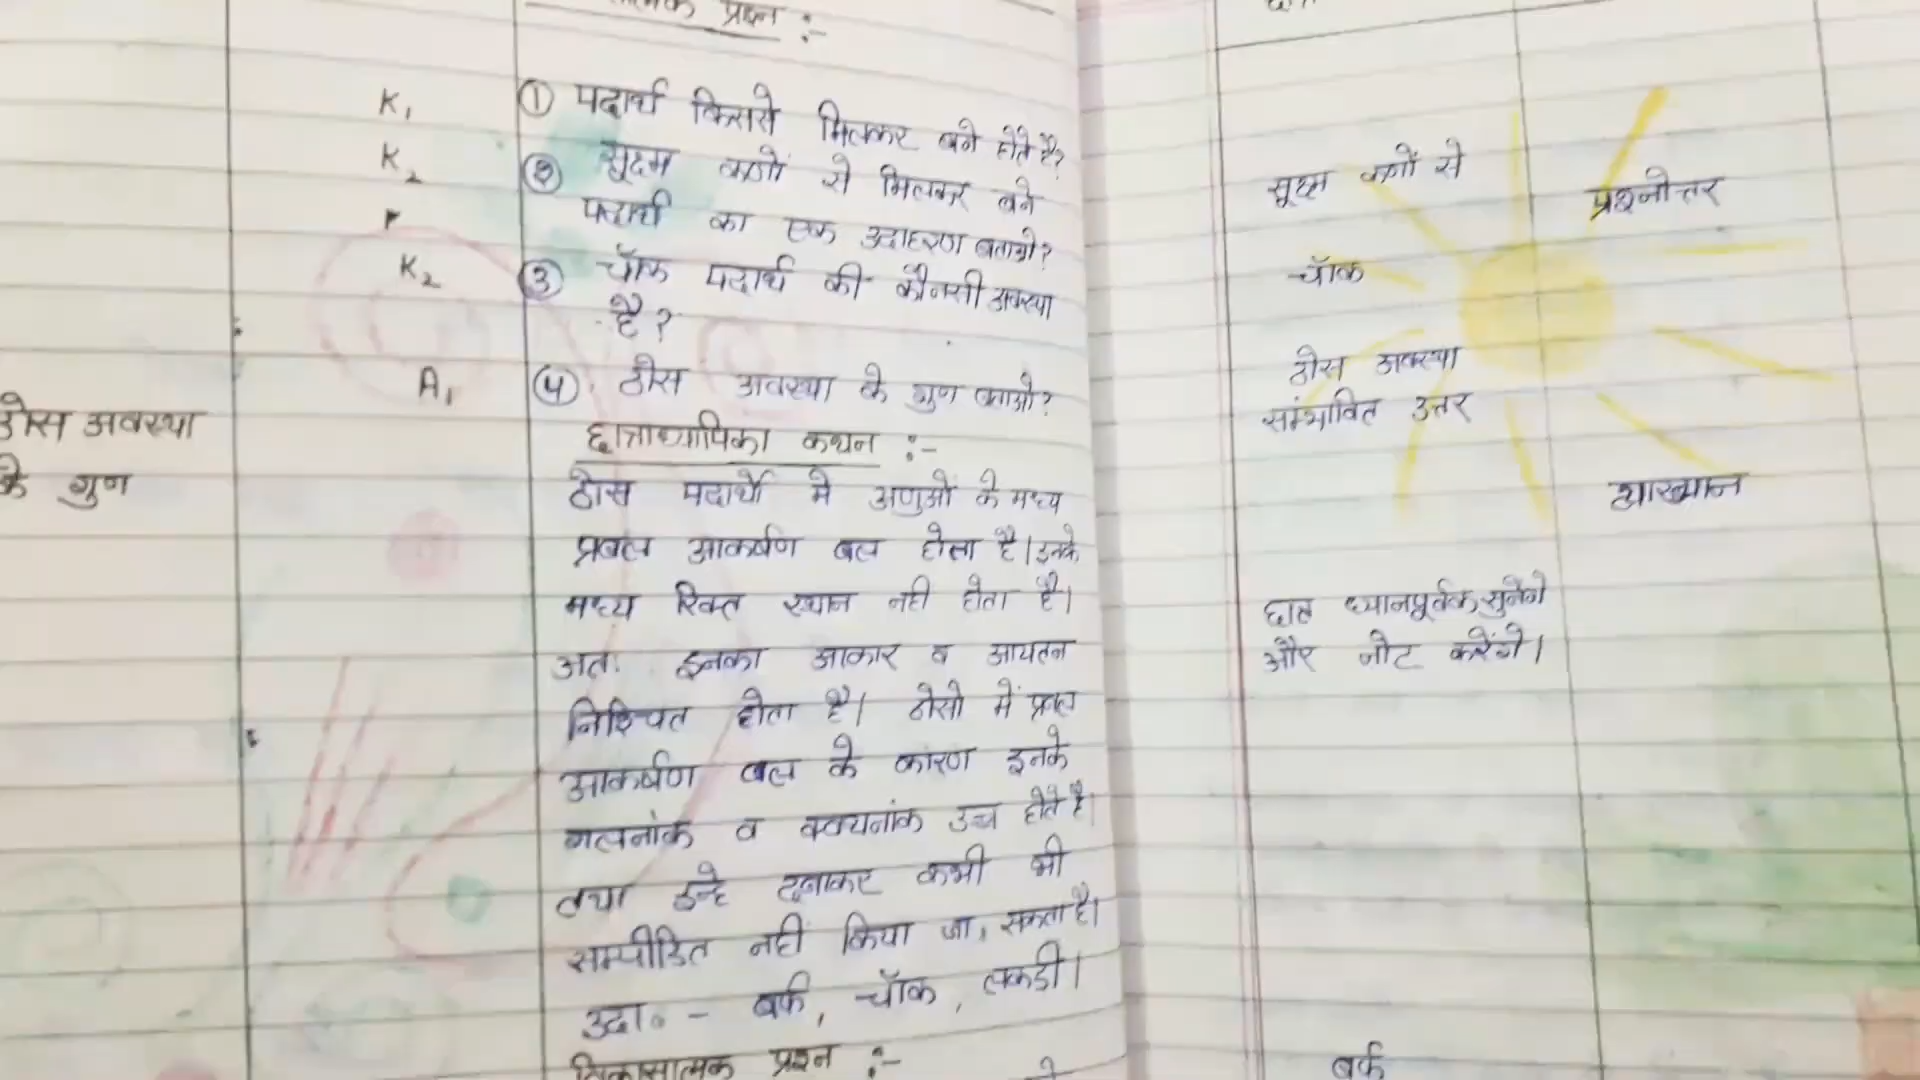 प्रश्न :-
K₁
① पदार्थ किससे मिलकर बने होते है?
K₂
② सूक्ष्म कणों से मिलकर बने
पदार्थ का एक उदाहरण बताओ?
K₂
③ चॉक पदार्थ की कौनसी अवस्था
है?
A₁
④ ठोस अवस्था के गुण बताओ?
ठोस अवस्था
के गुण
छात्राध्यापिका कथन :-
ठोस पदार्थो मे अणुओं के मध्य
प्रबल आकर्षण बल होता है। इनके
मध्य रिक्त स्थान नही होता है।
अतः इनका आकार व आयतन
निश्चित होता है। ठोसो में प्रबल
आकर्षण बल के कारण इनके
गलनांक व क्वथनांक उच्च होते है।
तथा इन्हे दबाकर कभी भी
सम्पीडित नहीं किया जा सकता है।
उदा० - बर्फ, चॉक, लकडी।
विकासात्मक प्रश्न :-
सूक्ष्म कणों से
प्रश्नोत्तर
चॉक
ठोस अवस्था
संम्भावित उत्तर
व्याख्यान
छात्र ध्यानपूर्वक सुनेगे
और नोट करेंगे।
बर्फ